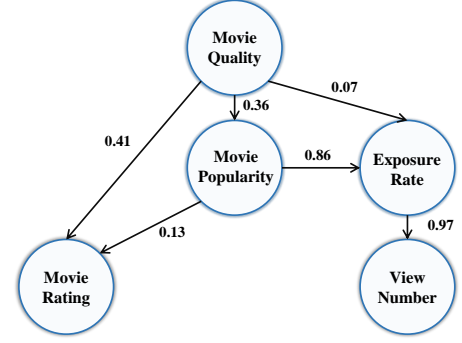 Movie
Quality
0.07
0.36
0.41
Movie
Popularity
0.86
Exposure
Rate
0.13
0.97
Movie
Rating
View
Number